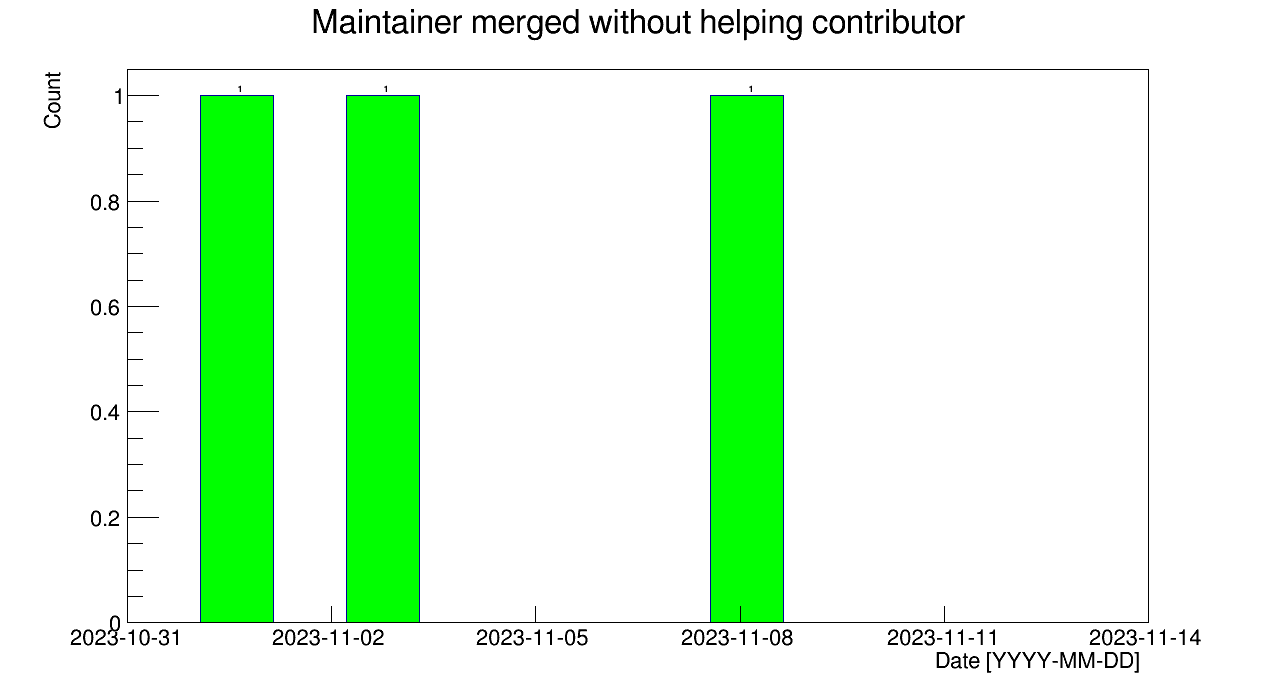 Maintainer merged without helping contributor
Count
1 1 1
1
0.8
0.6
0.4
0.2
0
2023-10-31 2023-11-02 2023-11-05 2023-11-08 2023-11-11 2023-11-14
Date [YYYY-MM-DD]